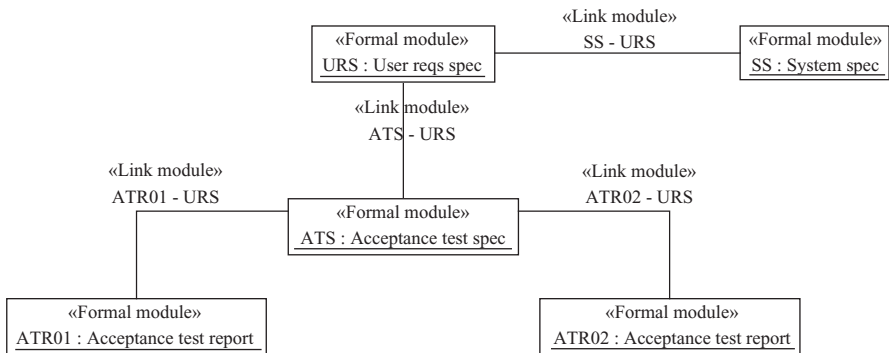 «Link module»
SS - URS
«Formal module»
URS : User reqs spec
«Formal module»
SS : System spec
«Link module»
ATS - URS
«Link module»
ATR01 - URS
«Link module»
ATR02 - URS
«Formal module»
ATS : Acceptance test spec
«Formal module»
ATR01 : Acceptance test report
«Formal module»
ATR02 : Acceptance test report